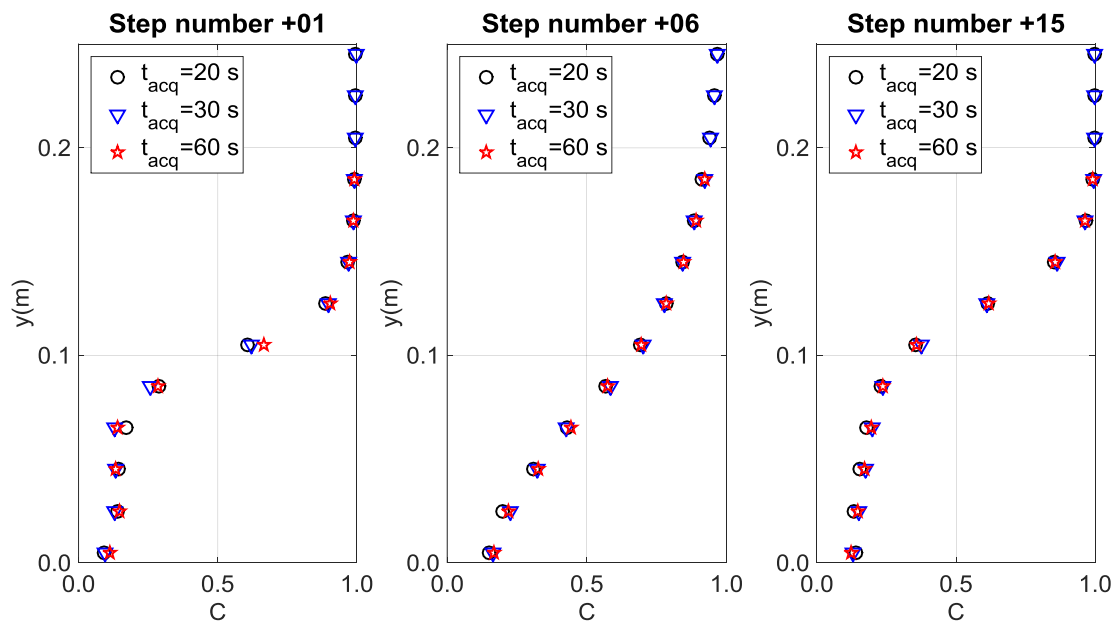 Step number +01
t_acq=20 s
t_acq=30 s
t_acq=60 s
0.2
0.1
0.0
y(m)
0.0 0.5 1.0
C
Step number +06
t_acq=20 s
t_acq=30 s
t_acq=60 s
0.2
0.1
0.0
y(m)
0.0 0.5 1.0
C
Step number +15
t_acq=20 s
t_acq=30 s
t_acq=60 s
0.2
0.1
0.0
y(m)
0.0 0.5 1.0
C